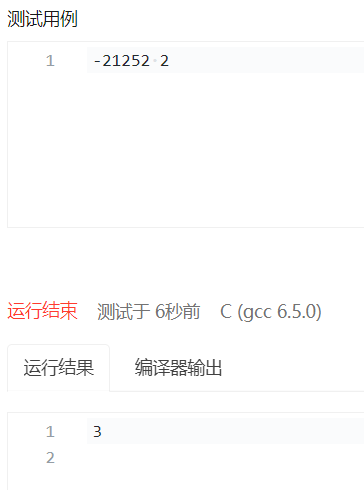 测试用例
1 -21252 2
运行结束 测试于 6秒前 C (gcc 6.5.0)
运行结果 编译器输出
1 3
2